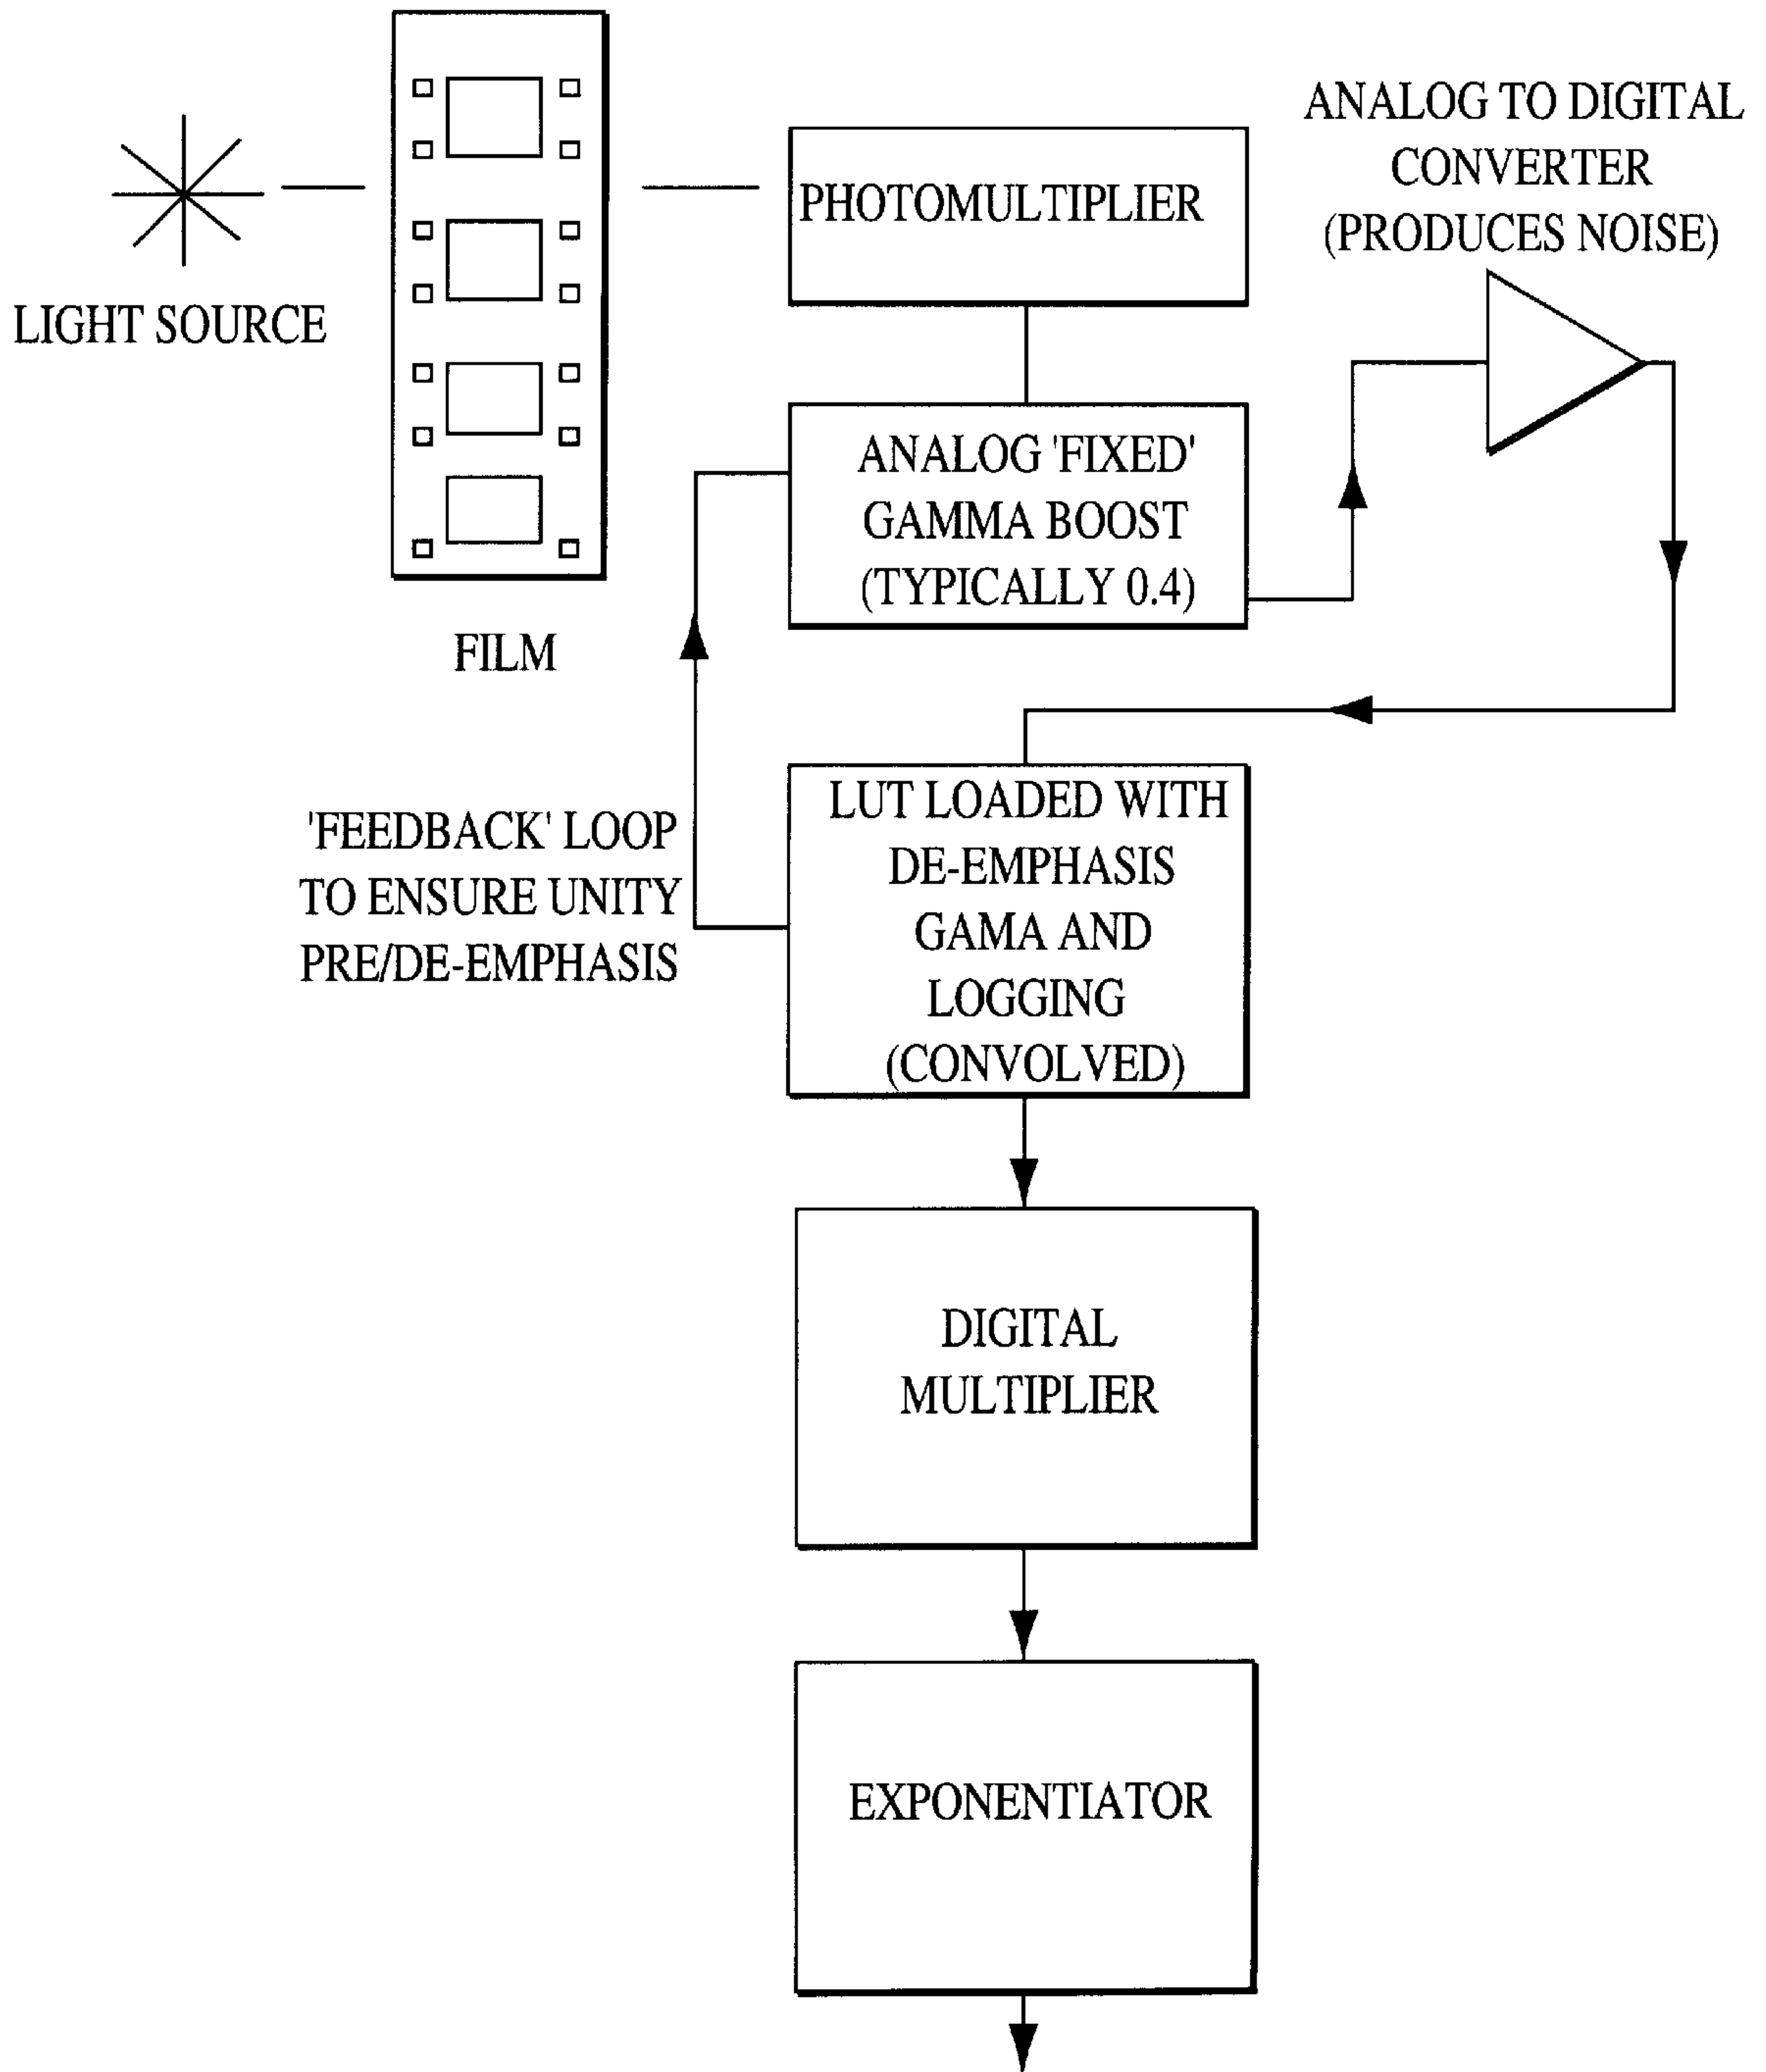 LIGHT SOURCE
FILM
PHOTOMULTIPLIER
ANALOG TO DIGITAL
CONVERTER
(PRODUCES NOISE)
ANALOG 'FIXED'
GAMMA BOOST
(TYPICALLY 0.4)
'FEEDBACK' LOOP
TO ENSURE UNITY
PRE/DE-EMPHASIS
LUT LOADED WITH
DE-EMPHASIS
GAMA AND
LOGGING
(CONVOLVED)
DIGITAL
MULTIPLIER
EXPONENTIATOR